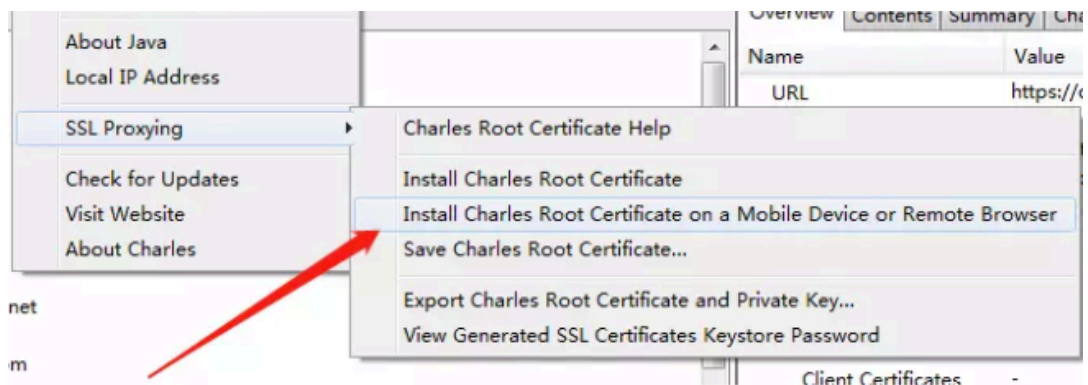 Overview Contents Summary Cha
About Java
Local IP Address
Name Value
URL https://c
SSL Proxying
Charles Root Certificate Help
Check for Updates
Install Charles Root Certificate
Visit Website
Install Charles Root Certificate on a Mobile Device or Remote Browser
About Charles
Save Charles Root Certificate...
net
Export Charles Root Certificate and Private Key...
View Generated SSL Certificates Keystore Password
m
Client Certificates -